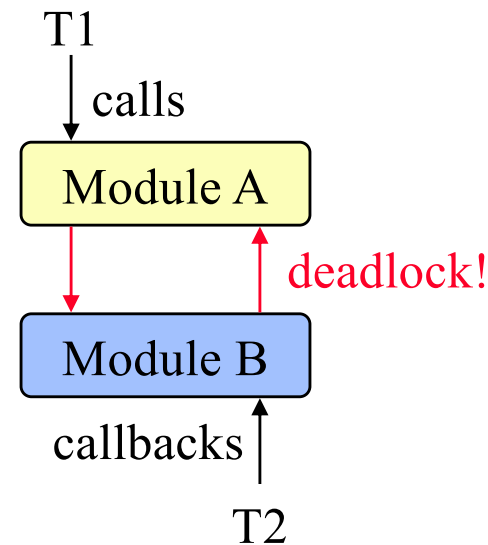 T1
calls
Module A
deadlock!
Module B
callbacks
T2